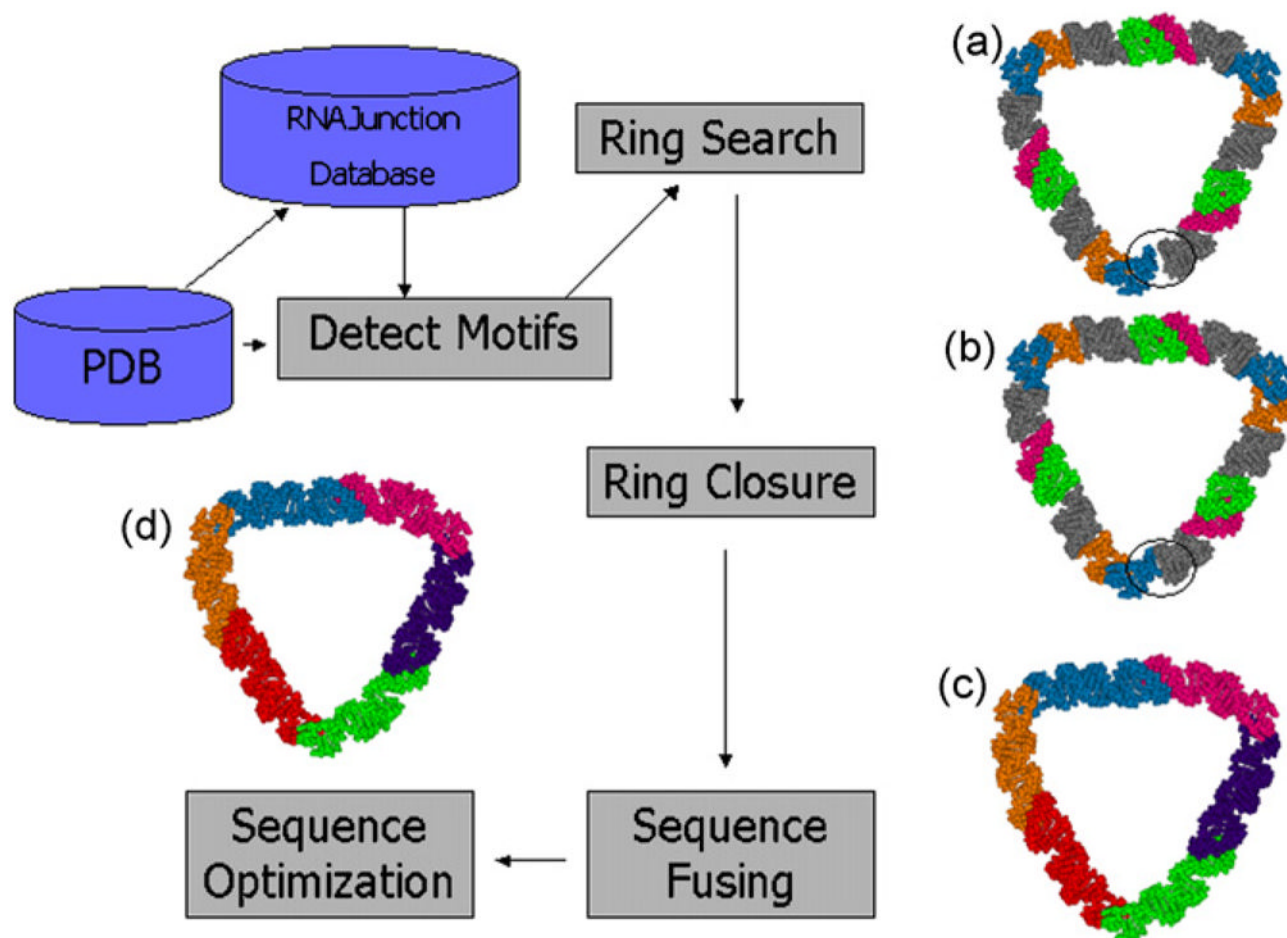 RNAJunction
Database
Ring Search
PDB
Detect Motifs
Ring Closure
Sequence
Optimization
Sequence
Fusing
(a)
(b)
(c)
(d)